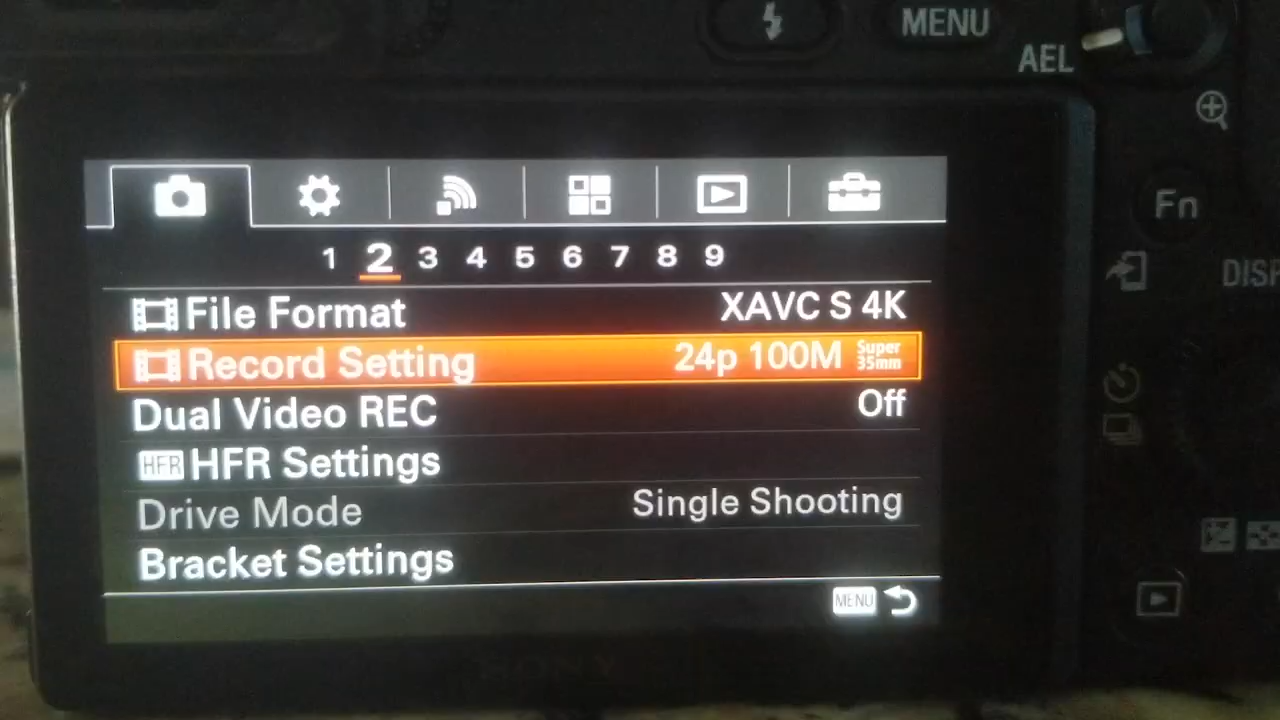 MENU
AEL
Fn
DISP
1 2 3 4 5 6 7 8 9
File Format XAVC S 4K
Record Setting 24p 100M Super 35mm
Dual Video REC Off
HFR HFR Settings
Drive Mode Single Shooting
Bracket Settings
MENU
SONY